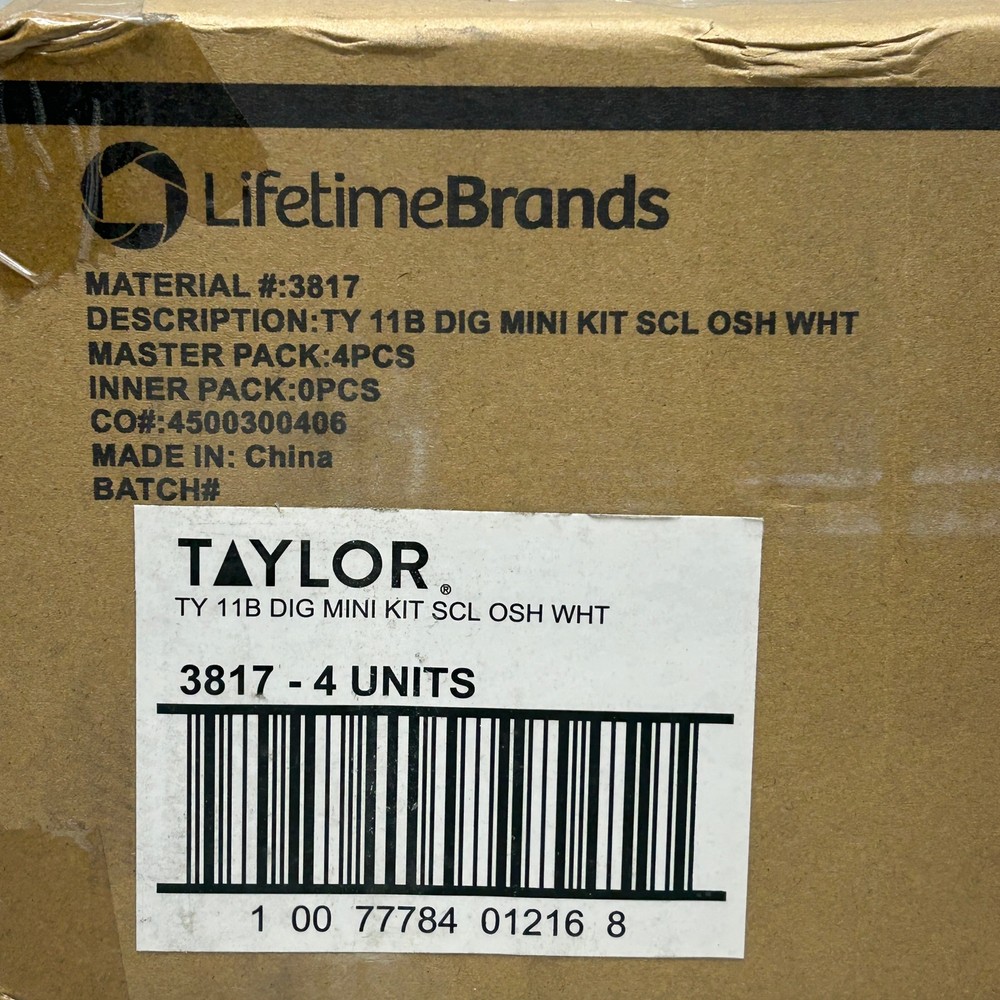 LifetimeBrands
MATERIAL #:3817
DESCRIPTION:TY 11B DIG MINI KIT SCL OSH WHT
MASTER PACK:4PCS
INNER PACK:0PCS
CO#:4500300406
MADE IN: China
BATCH#
TAYLOR®
TY 11B DIG MINI KIT SCL OSH WHT
3817 - 4 UNITS
1 00 77784 01216 8